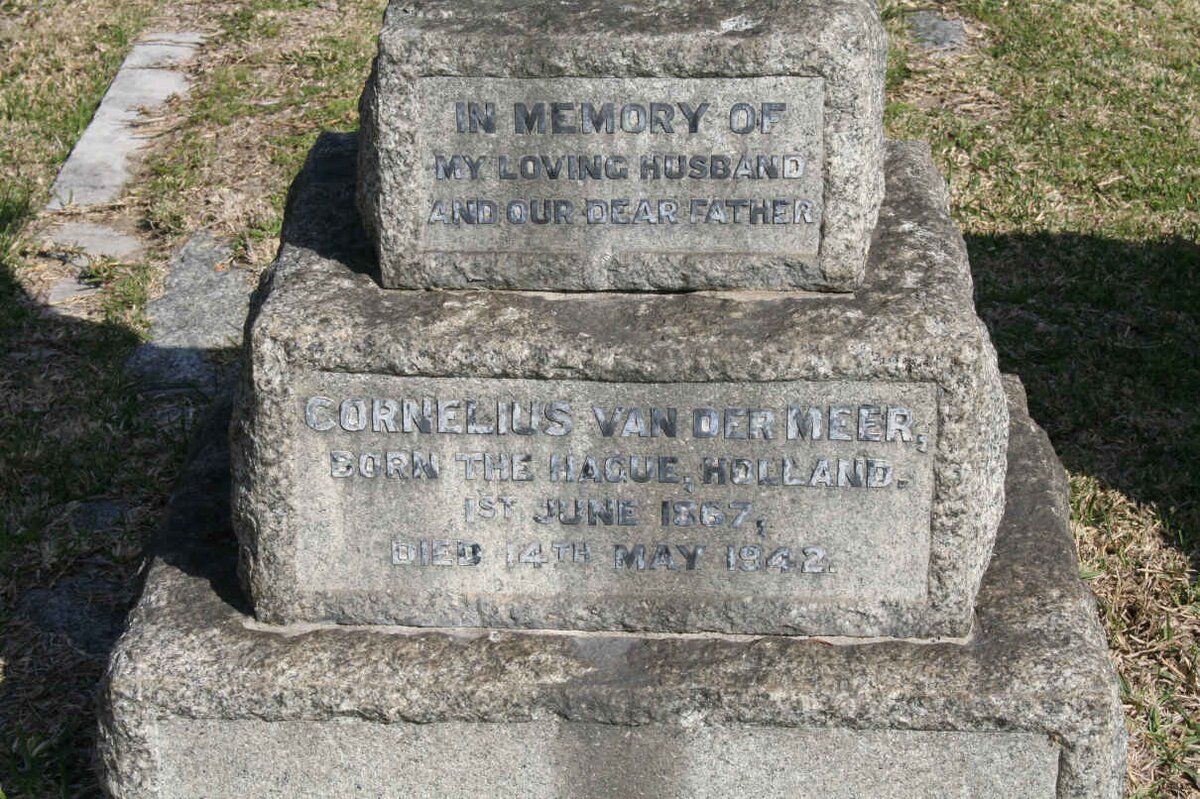 IN MEMORY OF
MY LOVING HUSBAND
AND OUR DEAR FATHER
CORNELIUS VAN DER MEER,
BORN THE HAGUE, HOLLAND.
1ST JUNE 1867,
DIED 14TH MAY 1942.